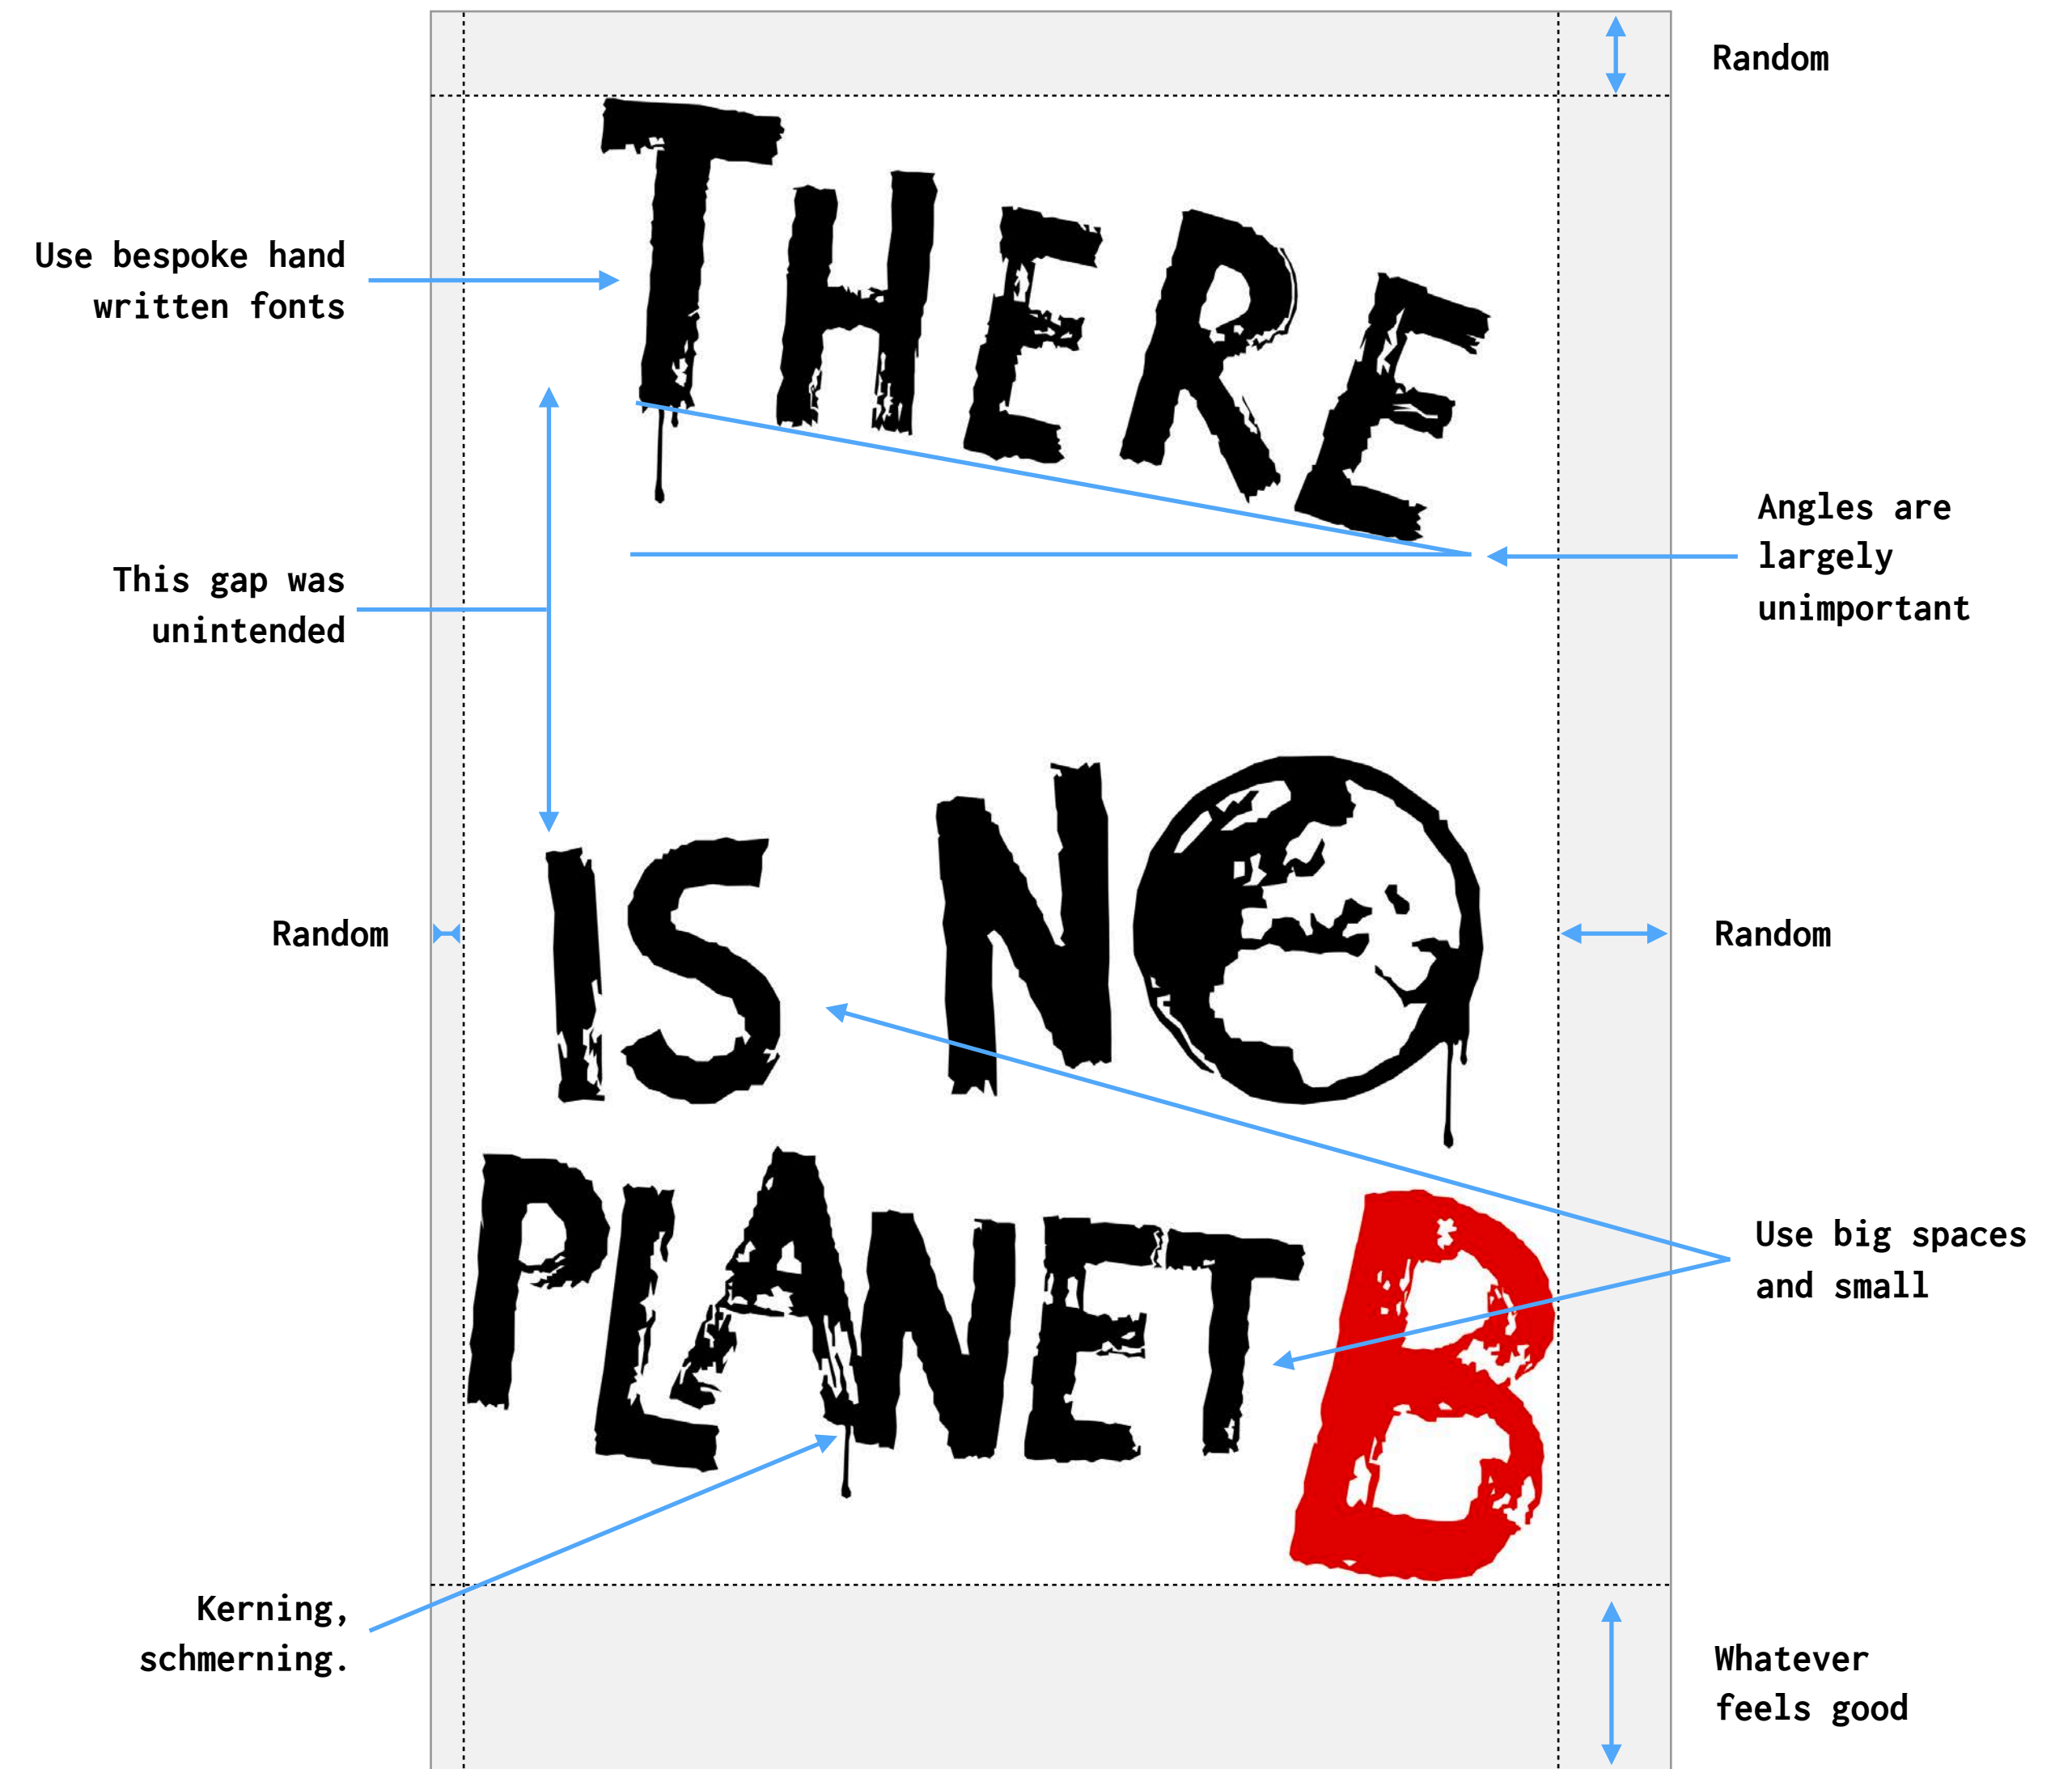 Random
THERE
Use bespoke hand
written fonts
Angles are
largely
unimportant
This gap was
unintended
IS NO
Random
Random
PLANET B
Use big spaces
and small
Kerning,
schmerning.
Whatever
feels good